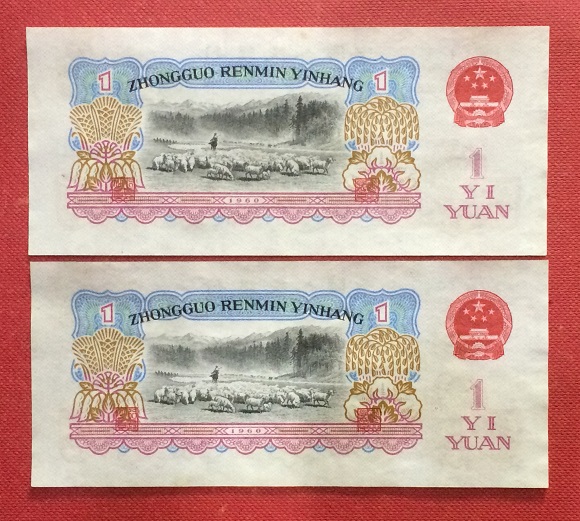 1 ZHONGGUO RENMIN YINHANG 1
1
YI
YUAN
1960
1 ZHONGGUO RENMIN YINHANG 1
1
YI
YUAN
1960